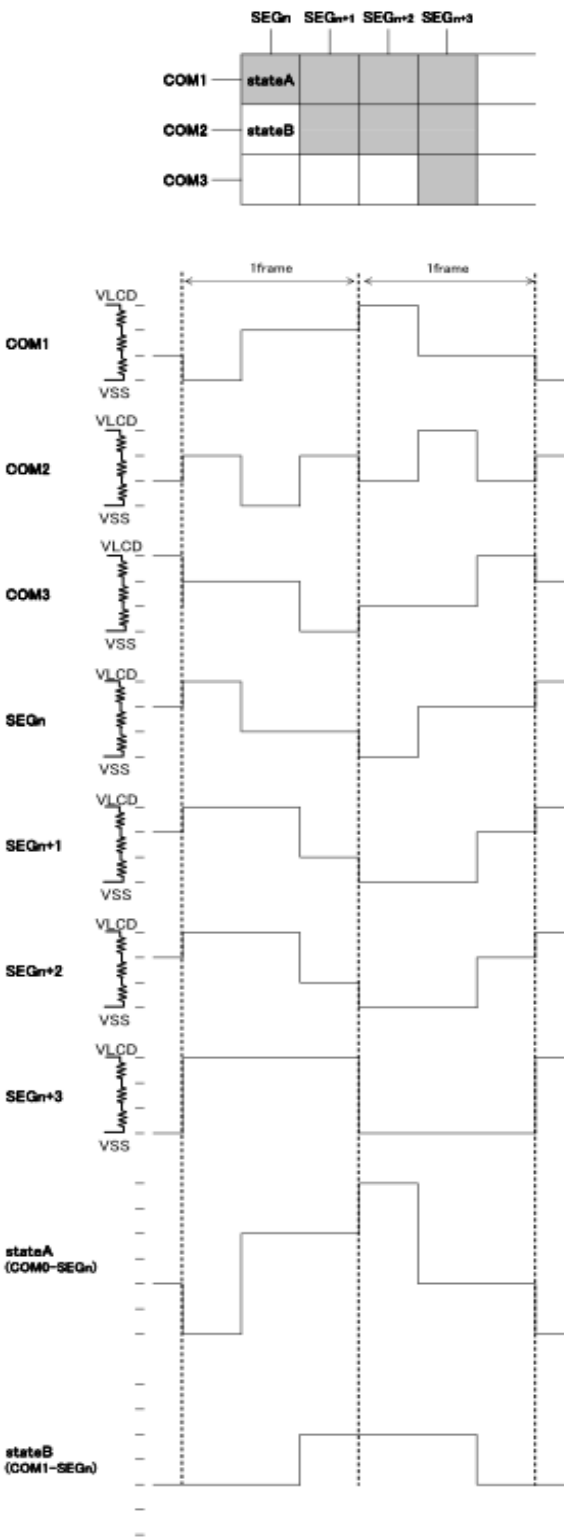 SEGn SEGn+1 SEGn+2 SEGn+3
COM1 stateA
COM2 stateB
COM3
1frame 1frame
VLCD
COM1
VSS
VLCD
COM2
VSS
VLCD
COM3
VSS
VLCD
SEGn
VSS
VLCD
SEGn+1
VSS
VLCD
SEGn+2
VSS
VLCD
SEGn+3
VSS
stateA
(COM0-SEGn)
stateB
(COM1-SEGn)